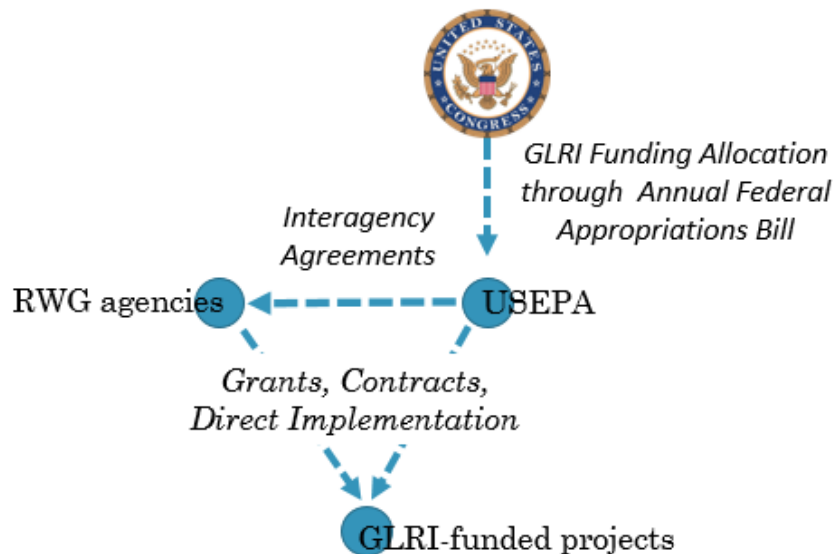 UNITED STATES
CONGRESS
GLRI Funding Allocation
through Annual Federal
Appropriations Bill
Interagency
Agreements
RWG agencies
USEPA
Grants, Contracts,
Direct Implementation
GLRI-funded projects